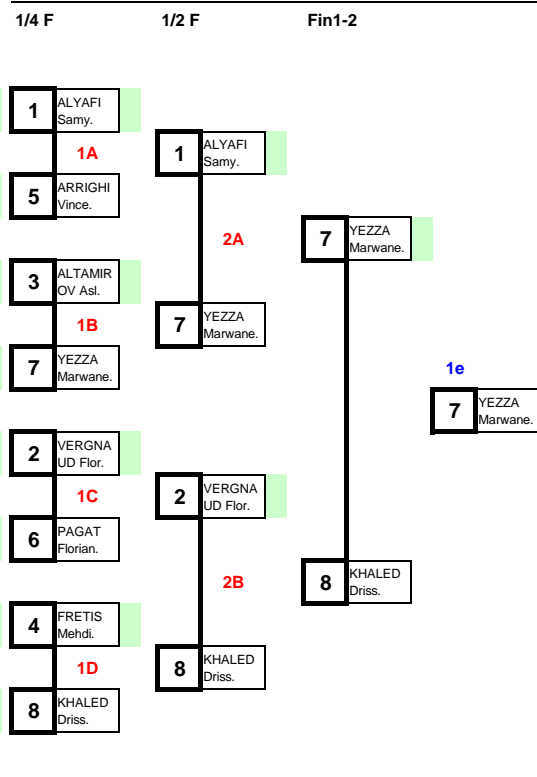 1/4 F
1/2 F
Fin1-2
1
ALYAFI
Samy.
1A
5
ARRIGHI
Vince.
3
ALTAMIR
OV Asl.
1B
7
YEZZA
Marwane.
2
VERGNA
UD Flor.
1C
6
PAGAT
Florian.
4
FRETIS
Mehdi.
1D
8
KHALED
Driss.
1
ALYAFI
Samy.
2A
7
YEZZA
Marwane.
2
VERGNA
UD Flor.
2B
8
KHALED
Driss.
7
YEZZA
Marwane.
8
KHALED
Driss.
1e
7
YEZZA
Marwane.